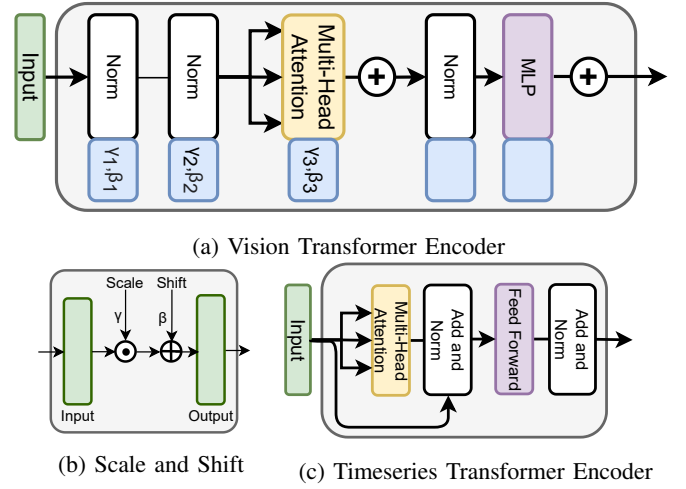 Input
Norm
γ1,β1
Norm
γ2,β2
Multi-Head
Attention
γ3,β3
+
Norm
MLP
+
(a) Vision Transformer Encoder
Scale
Shift
γ
β
Input
Output
(b) Scale and Shift
Input
Multi-Head
Attention
Add and
Norm
Feed Forward
Add and
Norm
(c) Timeseries Transformer Encoder